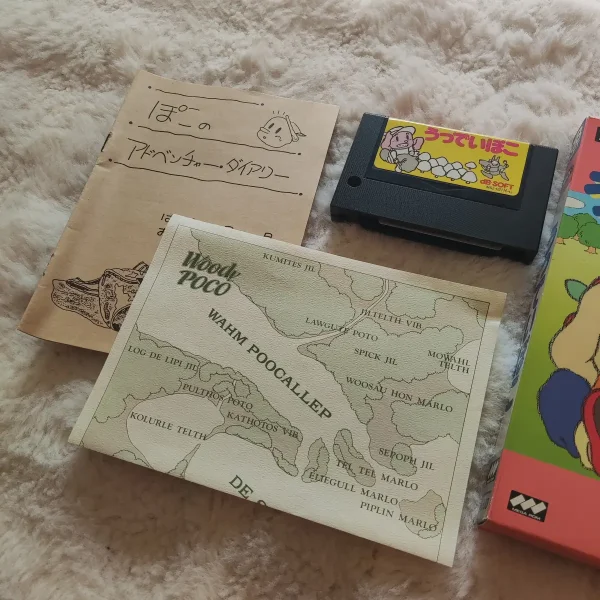 ぽこの
アドベンチャー・ダイアリー
うっでいぽこ
dB SOFT
Woody
POCO
KUMITES JIL
WAHM POOCALLEP
JILTELTH VIR
LAWGUTE POTO
SPICK JIL
MOWAHL
TELTH
LOG DE LIPI JIL
WOOSAU HON MARLO
PULTHOS POTO
KATHOTOS VIR
KOLURLE TELTH
SEPOPH JIL
TEL TEL MARLO
ELIEGULL MARLO
PIPLIN MARLO
DE